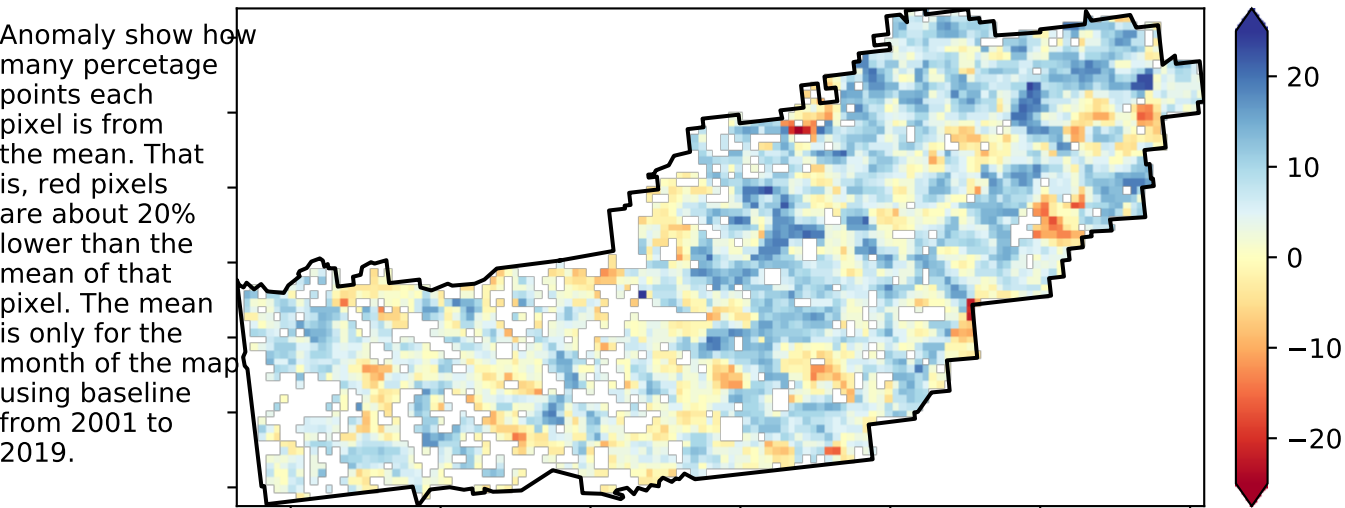 Anomaly show how
many percetage
points each
pixel is from
the mean. That
is, red pixels
are about 20%
lower than the
mean of that
pixel. The mean
is only for the
month of the map
using baseline
from 2001 to
2019.
20
10
0
−10
−20